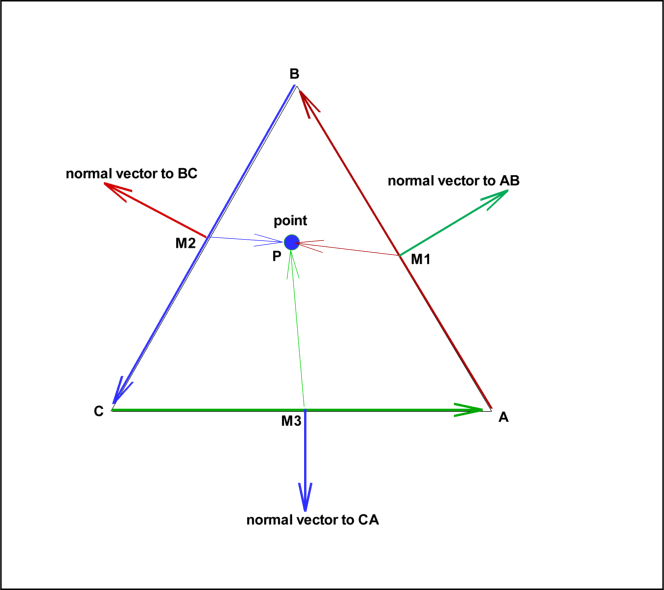 B
normal vector to BC
normal vector to AB
point
M2
P
M1
C
M3
A
normal vector to CA